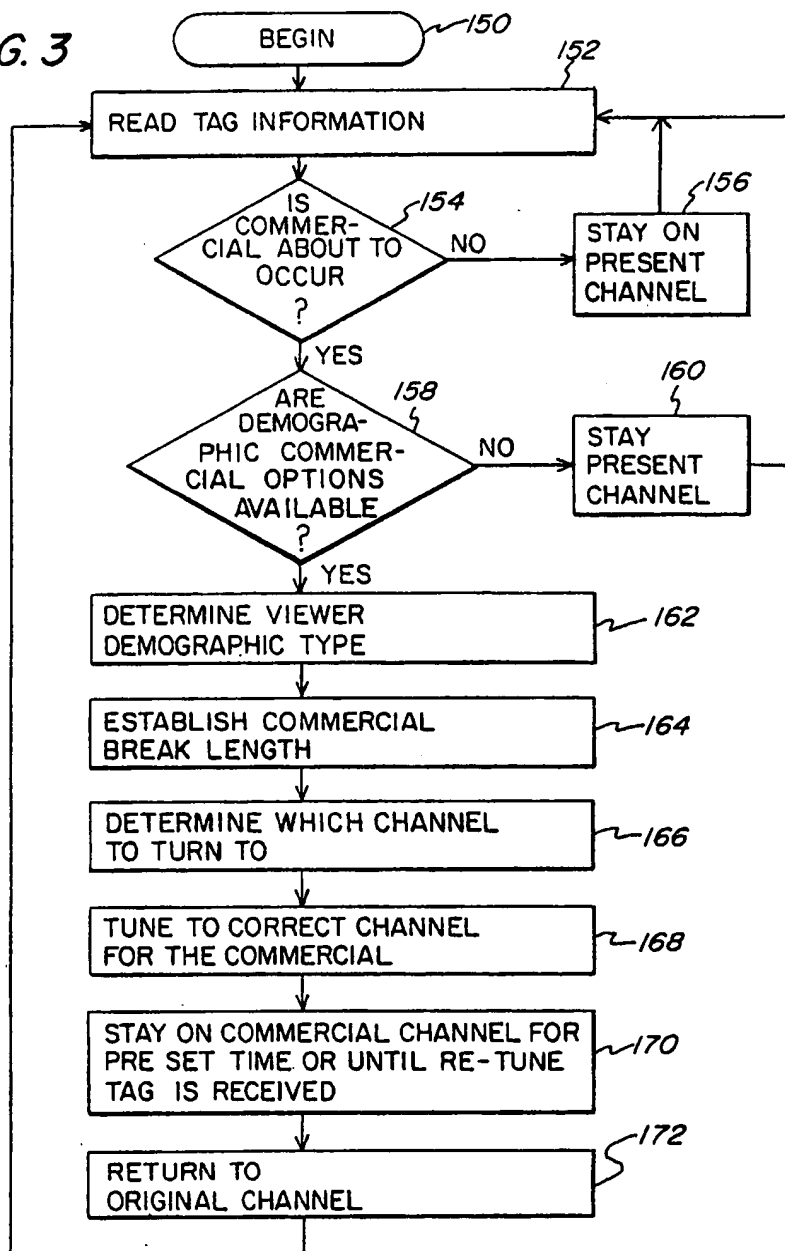 G. 3
BEGIN
150
152
READ TAG INFORMATION
IS
COMMER-
CIAL ABOUT TO
OCCUR
?
154
NO
156
STAY ON
PRESENT
CHANNEL
YES
ARE
DEMOGRA-
PHIC COMMER-
CIAL OPTIONS
AVAILABLE
?
158
NO
160
STAY
PRESENT
CHANNEL
YES
DETERMINE VIEWER
DEMOGRAPHIC TYPE
162
ESTABLISH COMMERCIAL
BREAK LENGTH
164
DETERMINE WHICH CHANNEL
TO TURN TO
166
TUNE TO CORRECT CHANNEL
FOR THE COMMERCIAL
168
STAY ON COMMERCIAL CHANNEL FOR
PRE SET TIME OR UNTIL RE-TUNE
TAG IS RECEIVED
170
RETURN TO
ORIGINAL CHANNEL
172